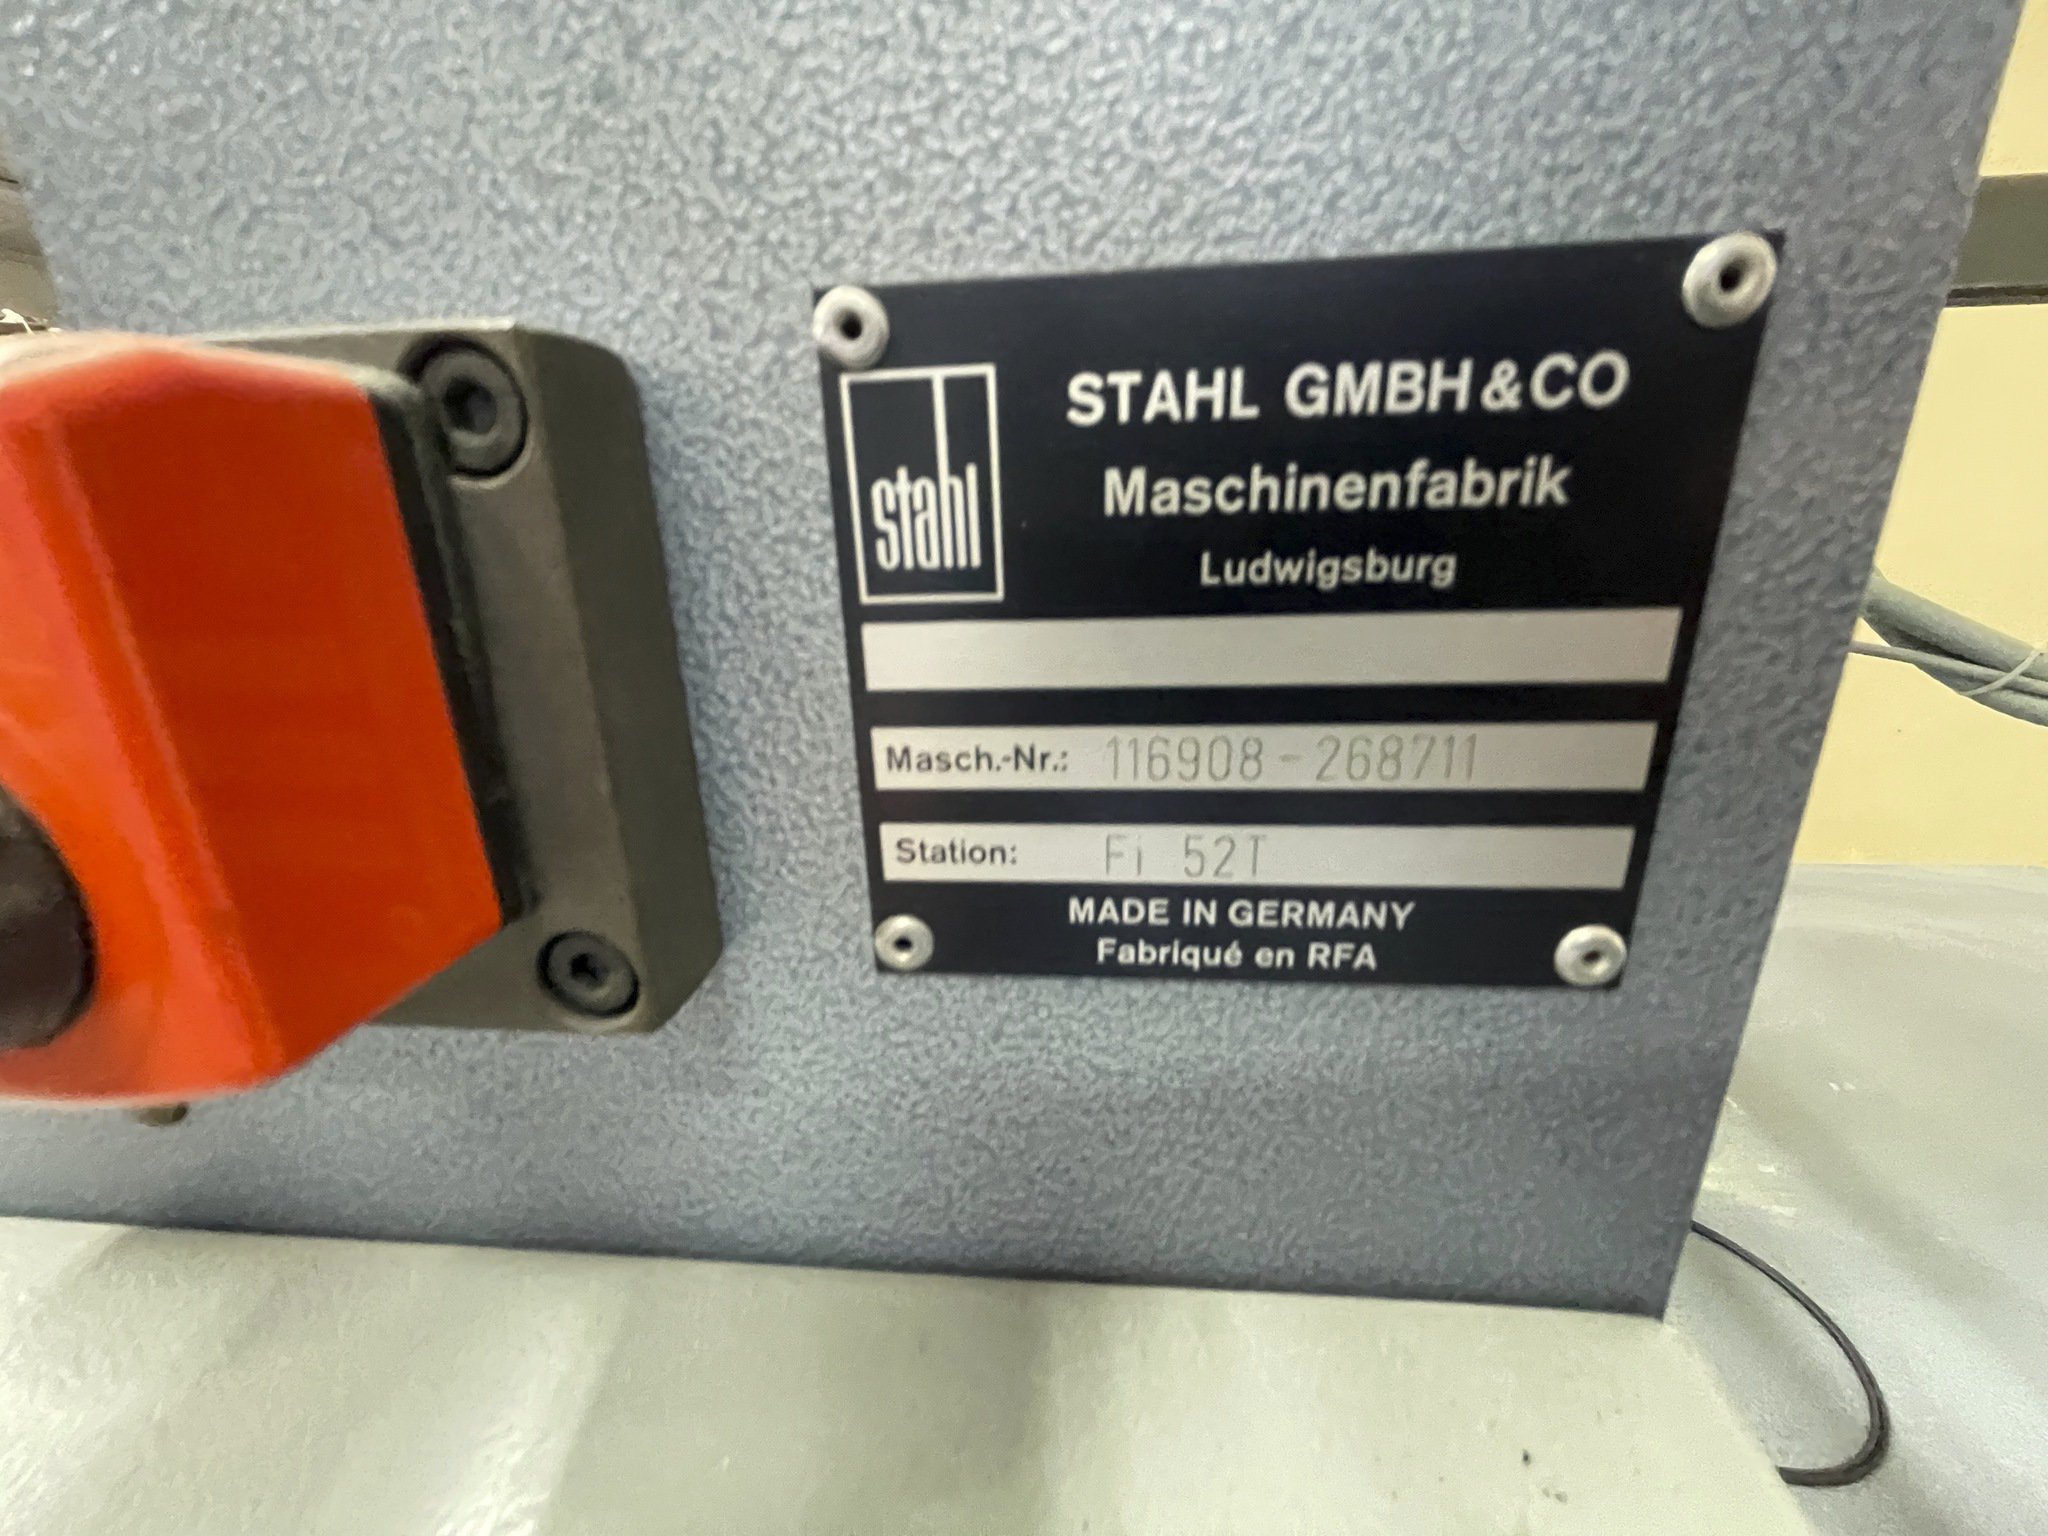 stahl
STAHL GMBH & CO
Maschinenfabrik
Ludwigsburg
Masch.-Nr.: 116908-268711
Station: Fi 52T
MADE IN GERMANY
Fabriqué en RFA